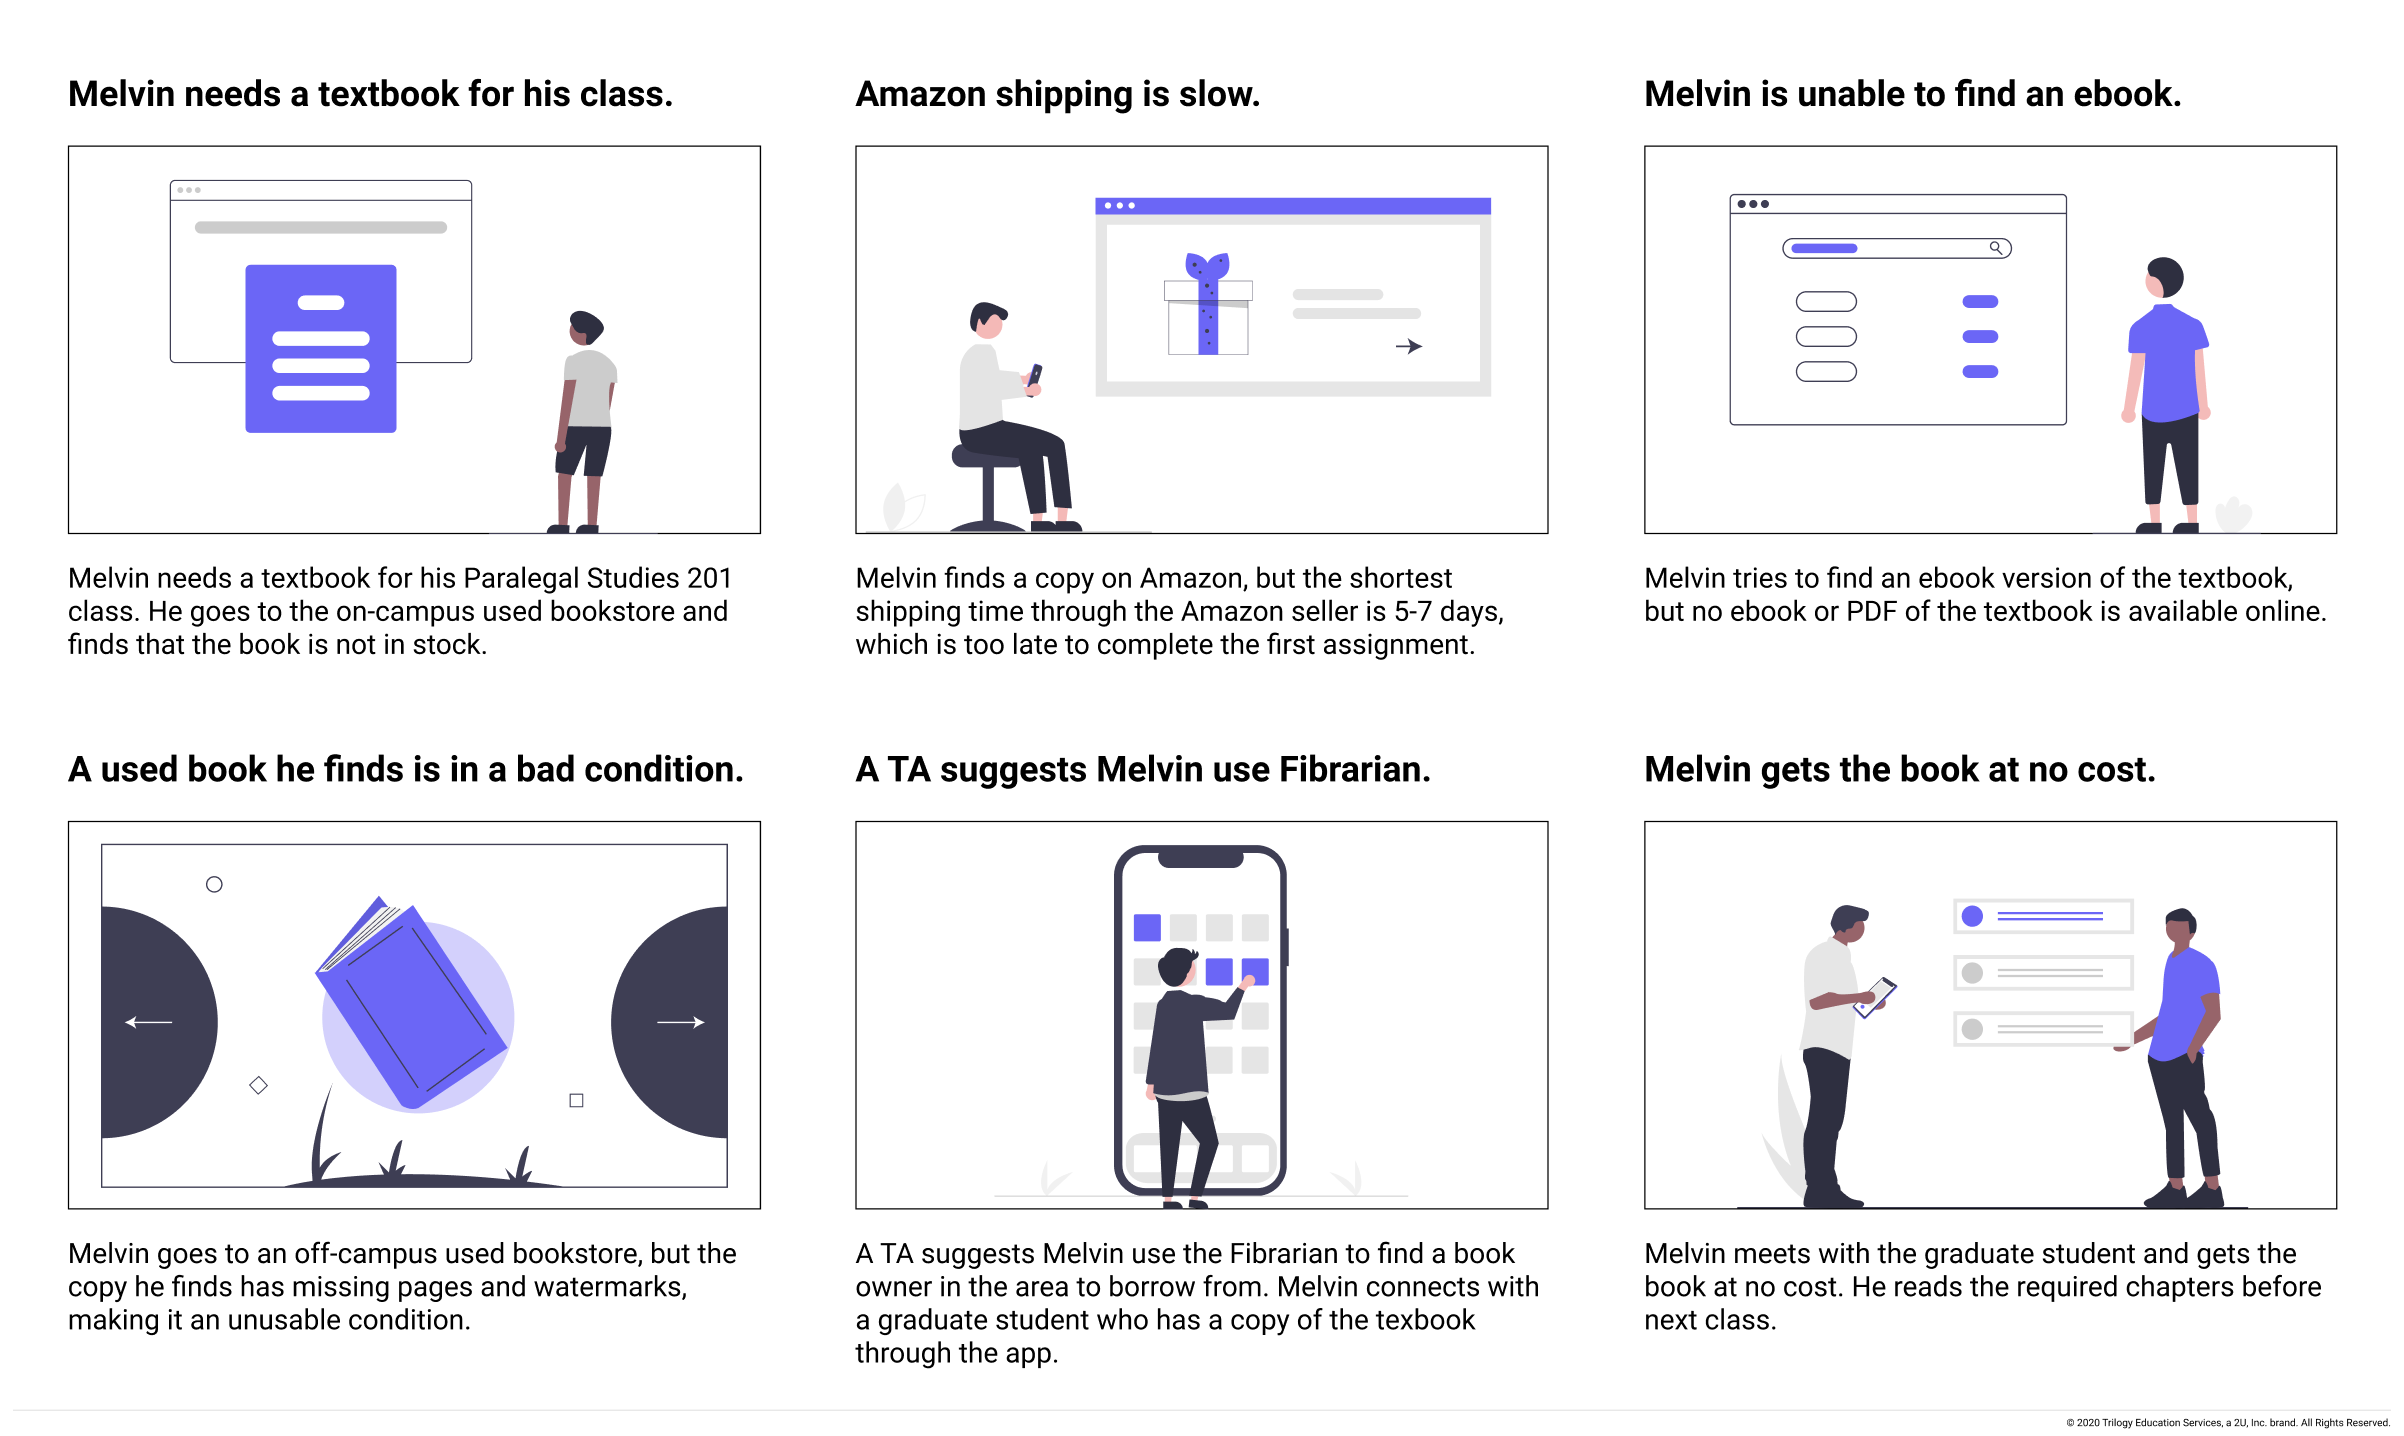 Melvin needs a textbook for his class.
Melvin needs a textbook for his Paralegal Studies 201
class. He goes to the on-campus used bookstore and
finds that the book is not in stock.
Amazon shipping is slow.
Melvin finds a copy on Amazon, but the shortest
shipping time through the Amazon seller is 5-7 days,
which is too late to complete the first assignment.
Melvin is unable to find an ebook.
Melvin tries to find an ebook version of the textbook,
but no ebook or PDF of the textbook is available online.
A used book he finds is in a bad condition.
Melvin goes to an off-campus used bookstore, but the
copy he finds has missing pages and watermarks,
making it an unusable condition.
A TA suggests Melvin use Fibrarian.
A TA suggests Melvin use the Fibrarian to find a book
owner in the area to borrow from. Melvin connects with
a graduate student who has a copy of the texbook
through the app.
Melvin gets the book at no cost.
Melvin meets with the graduate student and gets the
book at no cost. He reads the required chapters before
next class.
© 2020 Trilogy Education Services, a 2U, Inc. brand. All Rights Reserved.